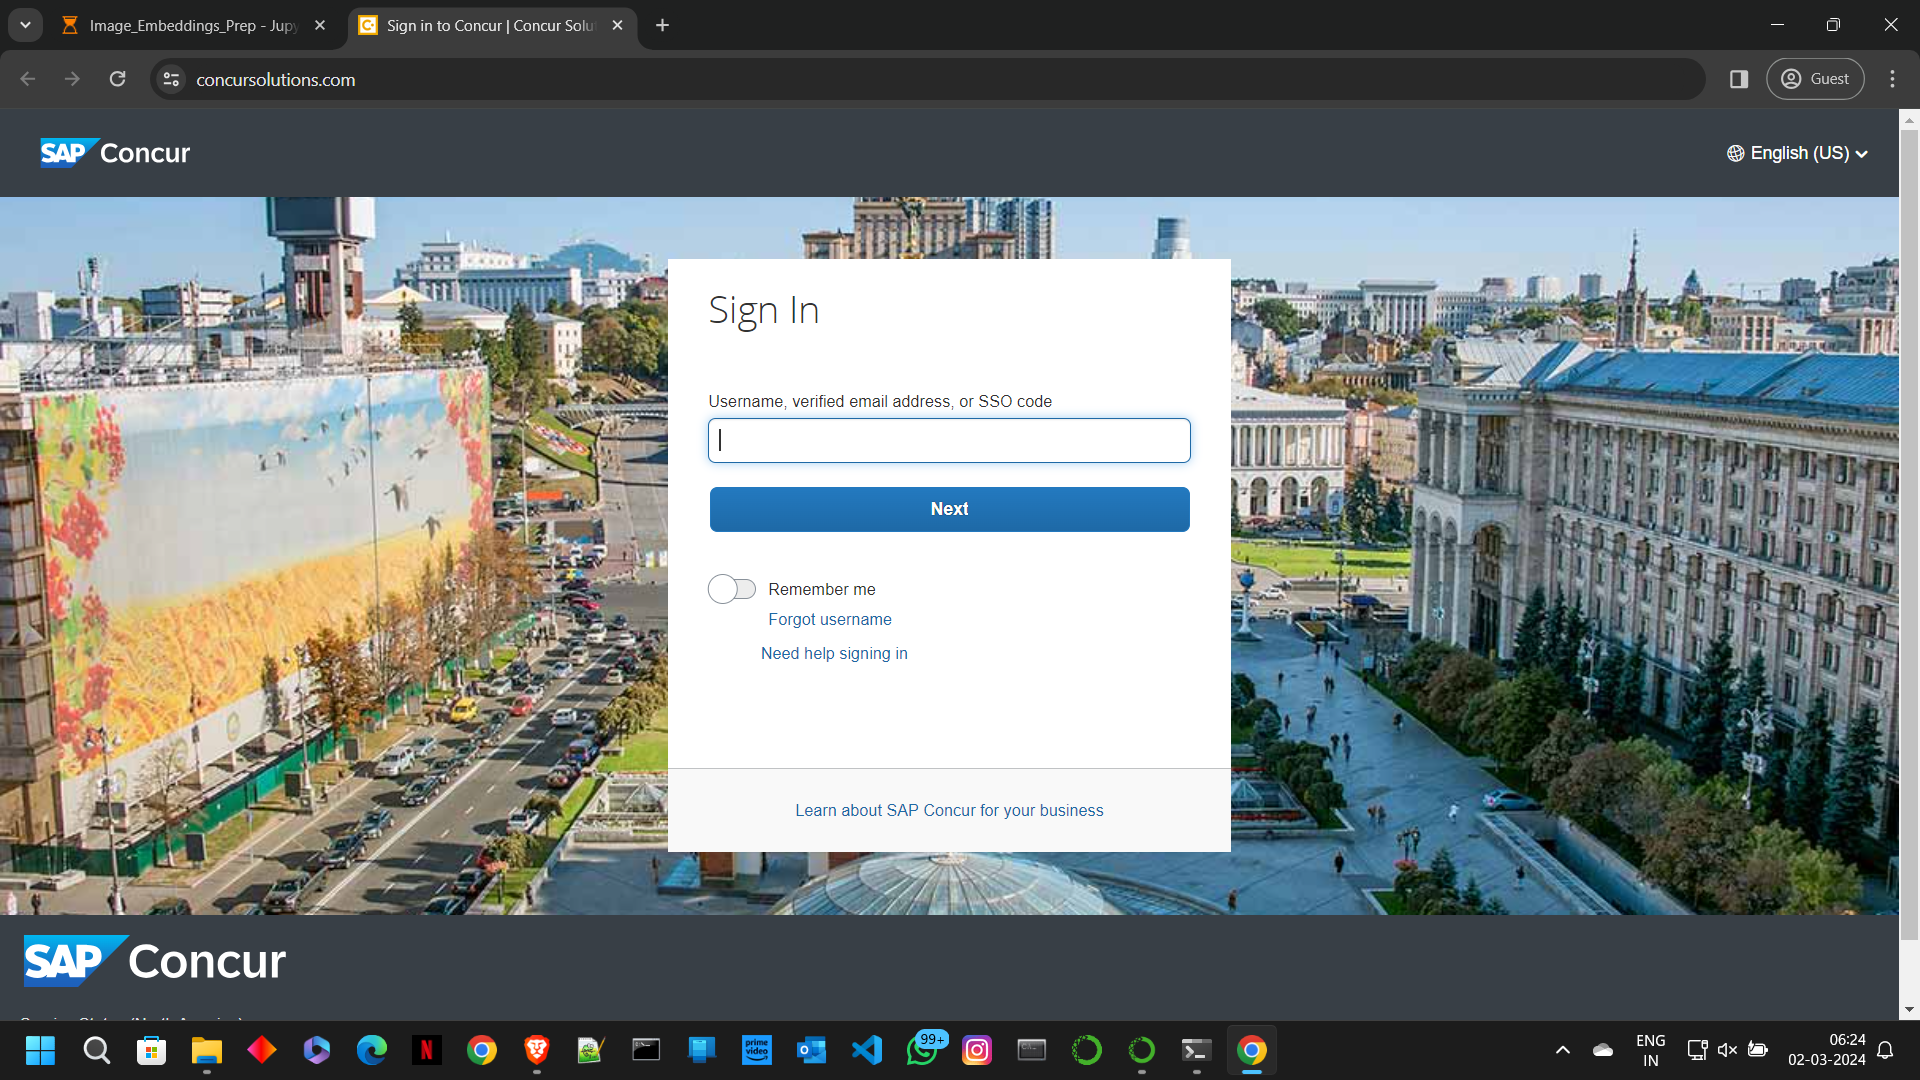 Image_Embeddings_Prep - Jupy
Sign in to Concur | Concur Solu
concursolutions.com
Guest
SAP Concur
English (US)
Sign In
Username, verified email address, or SSO code
Next
Remember me
Forgot username
Need help signing in
Learn about SAP Concur for your business
SAP Concur
99+
prime video
ENG
IN
06:24
02-03-2024